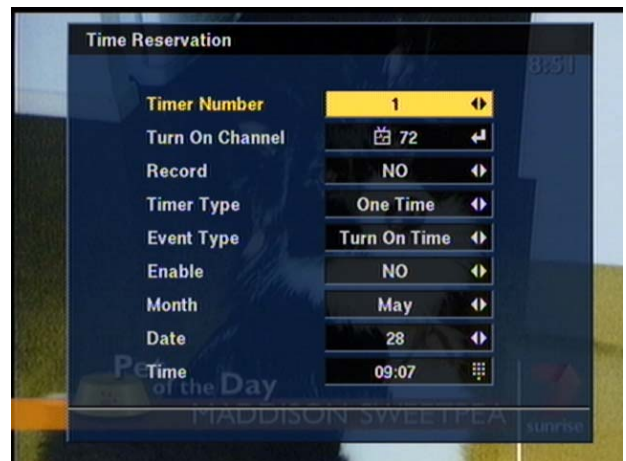 Time Reservation
8:51
Timer Number 1
Turn On Channel 72
Record NO
Timer Type One Time
Event Type Turn On Time
Enable NO
Month May
Date 28
Time 09:07
Pet
of the Day
MADDISON SWEETPEA
sunrise